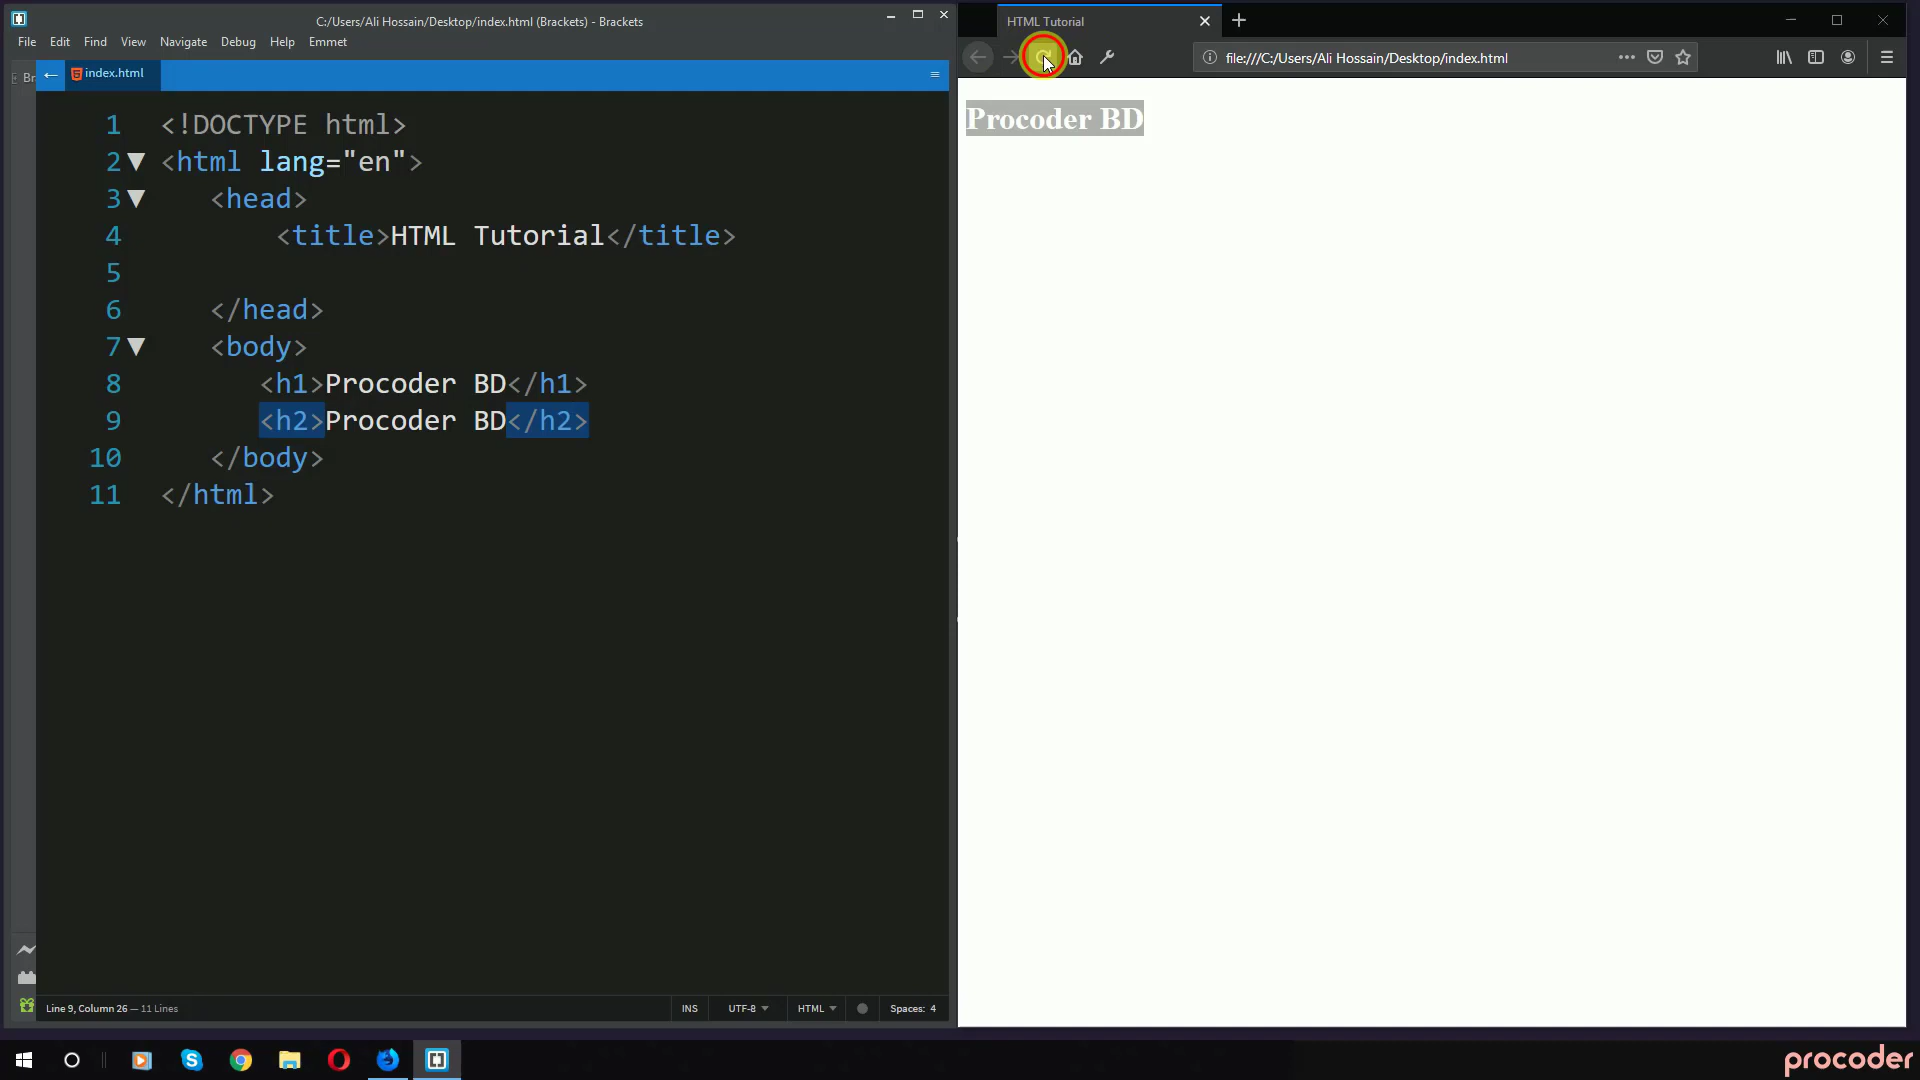 C:/Users/Ali Hossain/Desktop/index.html (Brackets) - Brackets
File Edit Find View Navigate Debug Help Emmet
Br
index.html
1 <!DOCTYPE html>
2 <html lang="en">
3 <head>
4 <title>HTML Tutorial</title>
5
6 </head>
7 <body>
8 <h1>Procoder BD</h1>
9 <h2>Procoder BD</h2>
10 </body>
11 </html>
Line 9, Column 26 — 11 Lines
INS UTF-8 HTML Spaces: 4
HTML Tutorial
file:///C:/Users/Ali Hossain/Desktop/index.html
Procoder BD
procoder